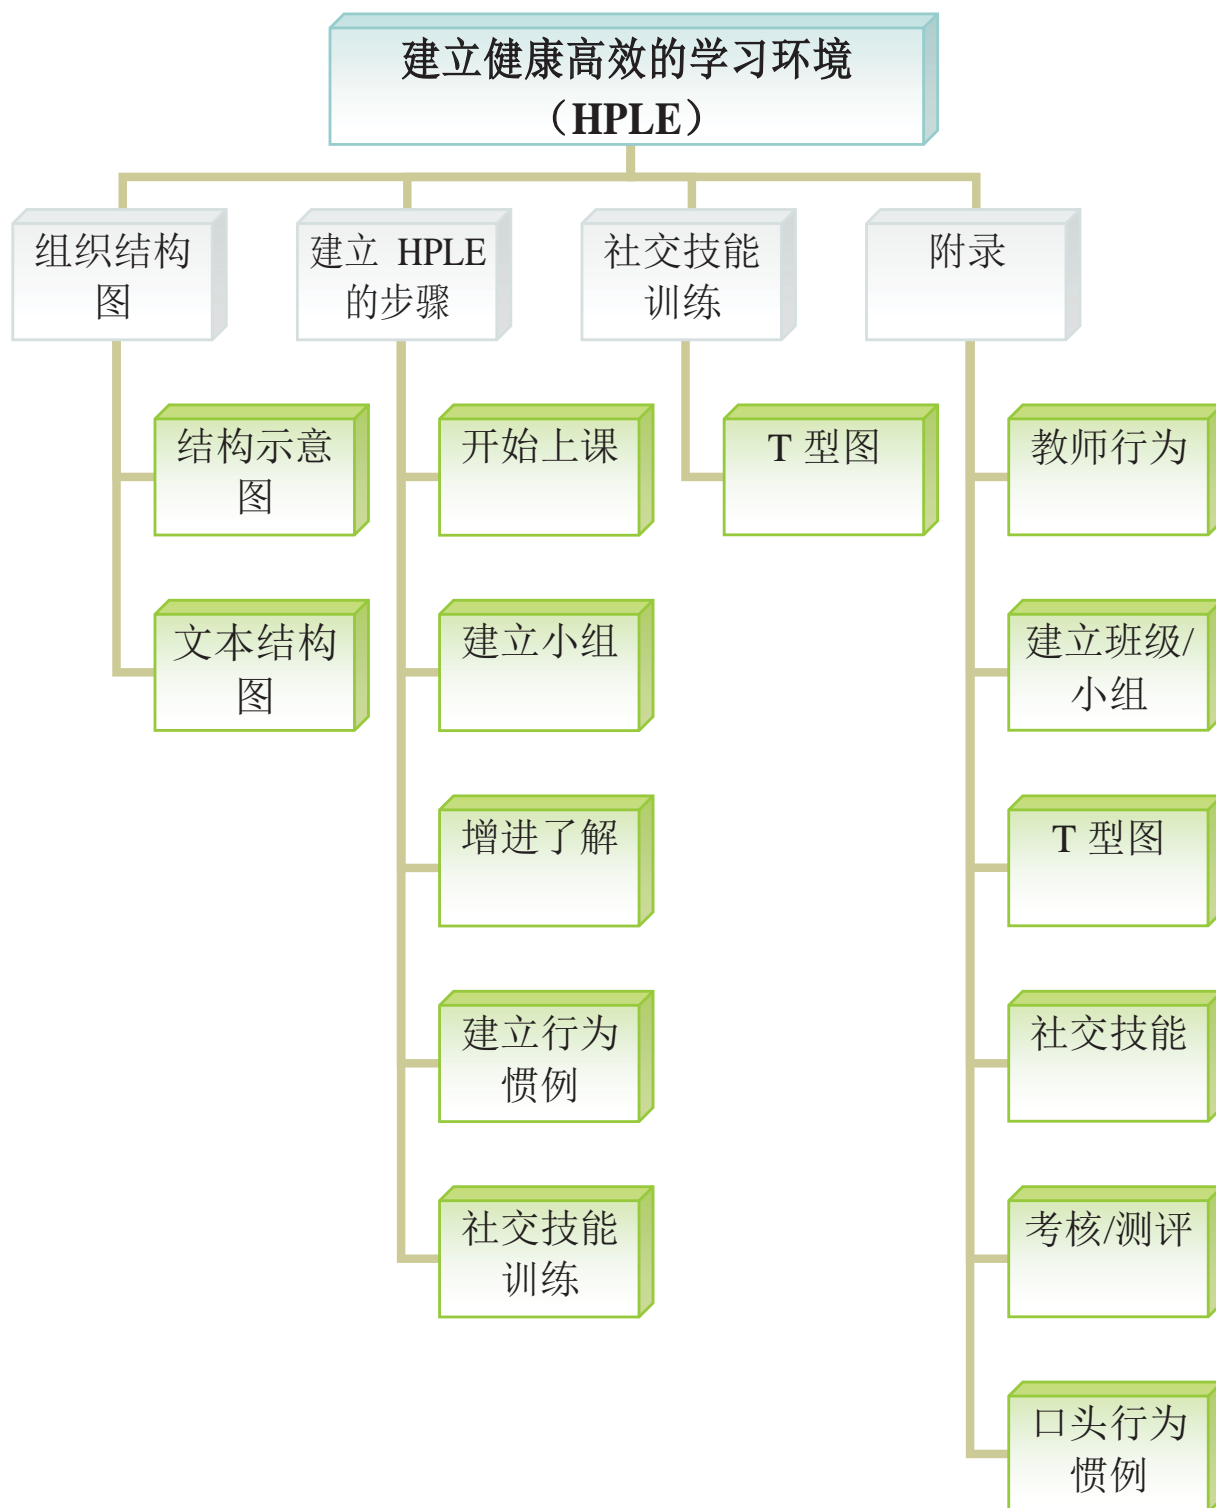 建立健康高效的学习环境
（HPLE）
组织结构
图
建立 HPLE
的步骤
社交技能
训练
附录
结构示意
图
文本结构
图
开始上课
建立小组
增进了解
建立行为
惯例
社交技能
训练
T 型图
教师行为
建立班级/
小组
T 型图
社交技能
考核/测评
口头行为
惯例